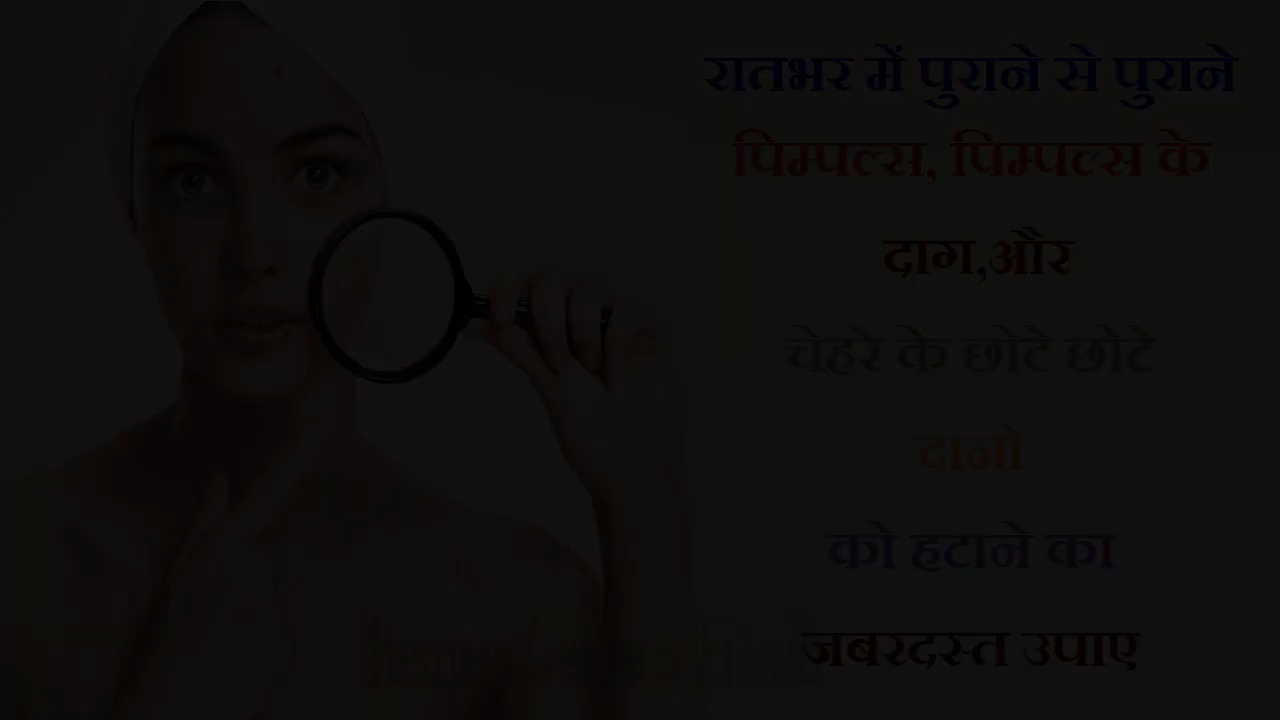 रातभर में पुराने से पुराने
पिम्पल्स, पिम्पल्स के
दाग,और
चेहरे के छोटे छोटे
दानो
को हटाने का
जबरदस्त उपाए